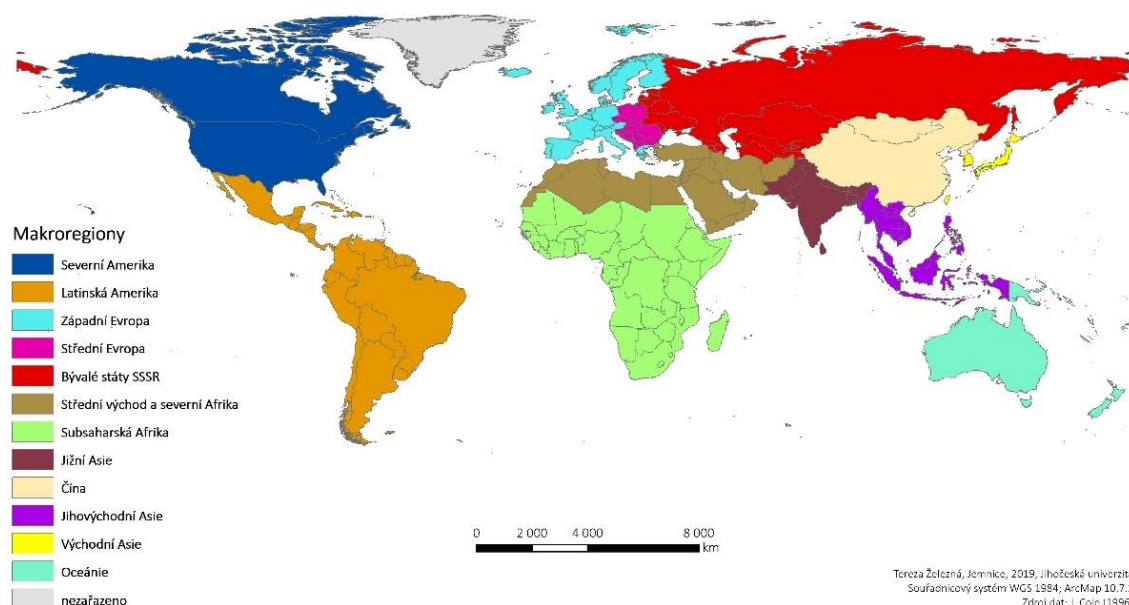 Makroregiony
Severní Amerika
Latinská Amerika
Západní Evropa
Střední Evropa
Bývalé státy SSSR
Střední východ a severní Afrika
Subsaharská Afrika
Jižní Asie
Čína
Jihovýchodní Asie
Východní Asie
Oceánie
nezařazeno
0 2 000 4 000 8 000
km
Tereza Železná, Jemnice, 2019, Jihočeská univerzit
Souřadnicový systém WGS 1984; ArcMap 10.7.
Zdroj dat: J. Cole (1996